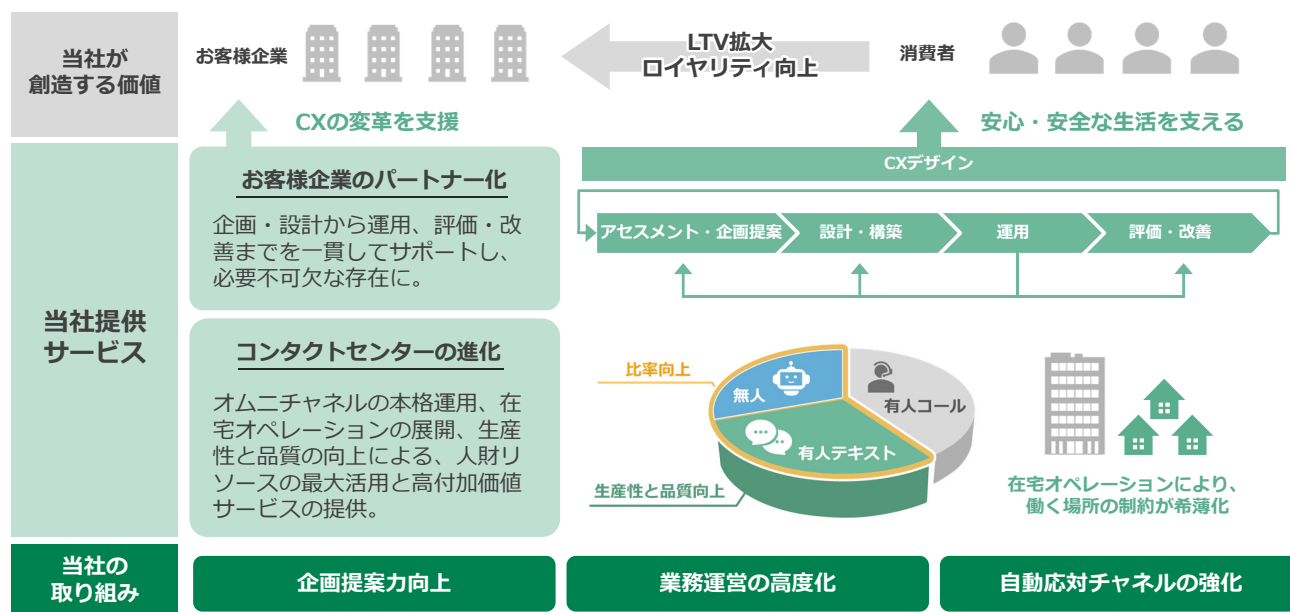 当社が
創造する価値
お客様企業
LTV拡大
ロイヤリティ向上
消費者
CXの変革を支援
安心・安全な生活を支える
当社提供
サービス
お客様企業のパートナー化
企画・設計から運用、評価・改
善までを一貫してサポートし、
必要不可欠な存在に。
CXデザイン
アセスメント・企画提案
設計・構築
運用
評価・改善
コンタクトセンターの進化
オムニチャネルの本格運用、在
宅オペレーションの展開、生産
性と品質の向上による、人財リ
ソースの最大活用と高付加価値
サービスの提供。
比率向上
無人
有人コール
有人テキスト
生産性と品質向上
在宅オペレーションにより、
働く場所の制約が希薄化
当社の
取り組み
企画提案力向上
業務運営の高度化
自動応対チャネルの強化